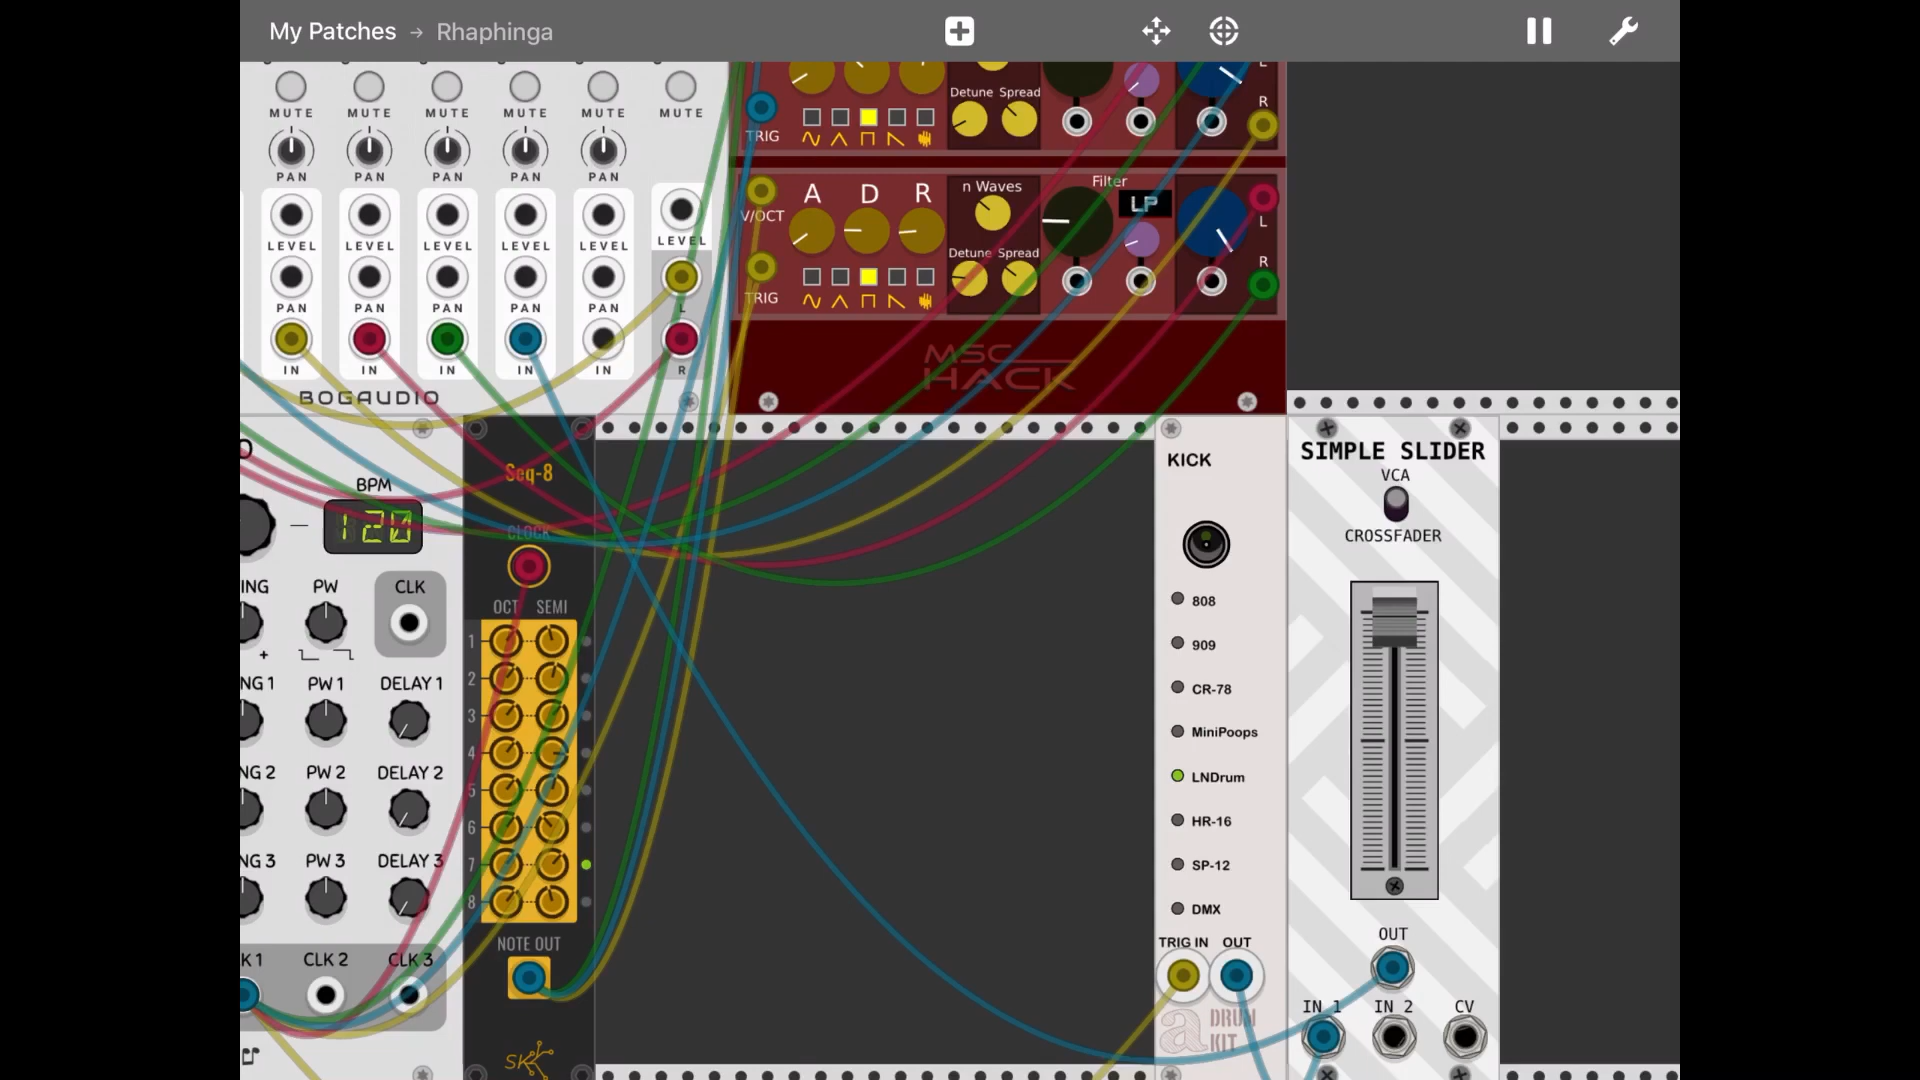 My Patches → Rhaphinga
MUTE MUTE MUTE MUTE MUTE MUTE
PAN PAN PAN PAN PAN
LEVEL LEVEL LEVEL LEVEL LEVEL LEVEL
PAN PAN PAN PAN PAN L
IN IN IN IN IN R
BOGAUDIO
TRIG
Detune Spread
L
R
V/OCT
TRIG
A D R
n Waves
Detune Spread
Filter
LP
L
R
MSC
HACK
O
BPM
120
ING PW CLK
+
NG 1 PW 1 DELAY 1
NG 2 PW 2 DELAY 2
NG 3 PW 3 DELAY 3
K 1 CLK 2 CLK 3
Seq-8
CLOCK
OCT SEMI
1
2
3
4
5
6
7
8
NOTE OUT
SK
KICK
808
909
CR-78
MiniPoops
LNDrum
HR-16
SP-12
DMX
TRIG IN OUT
a DRUM
KIT
SIMPLE SLIDER
VCA
CROSSFADER
OUT
IN 1 IN 2 CV